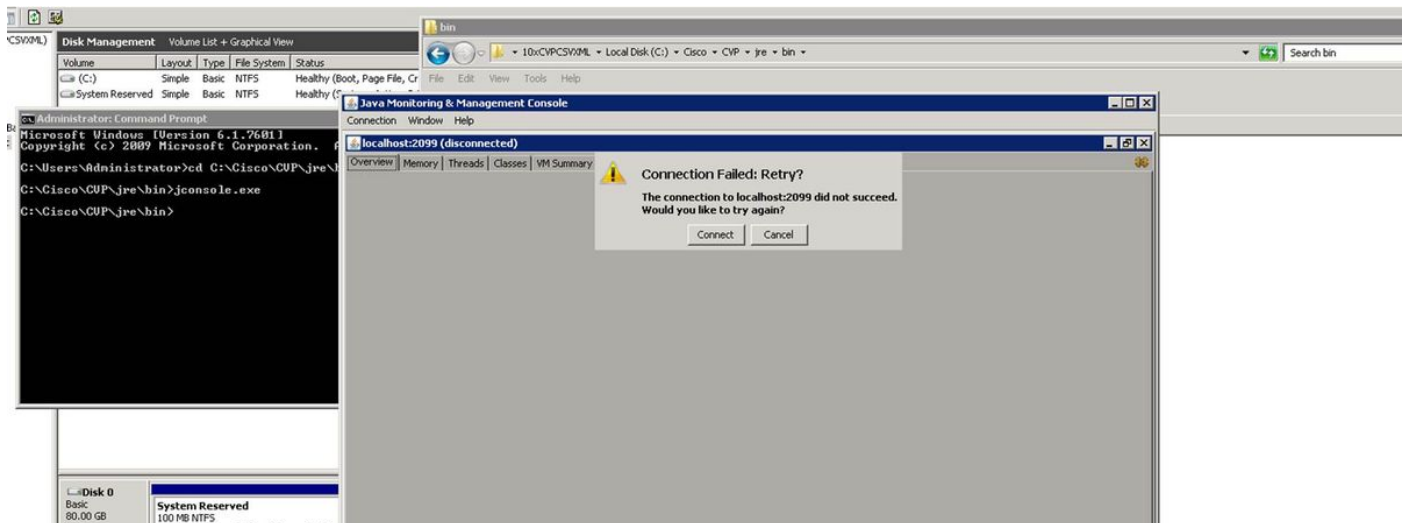 CSVXML)
Disk Management Volume List + Graphical View
Volume Layout Type File System Status
(C:) Simple Basic NTFS Healthy (Boot, Page File, Cr
System Reserved Simple Basic NTFS Healthy (
bin
10xCVPCSVXML Local Disk (C:) Cisco CVP jre bin
Search bin
File Edit View Tools Help
Administrator: Command Prompt
Microsoft Windows [Version 6.1.7601]
Copyright (c) 2009 Microsoft Corporation.
C:\Users\Administrator>cd C:\Cisco\CVP\jre\b
C:\Cisco\CVP\jre\bin>jconsole.exe
C:\Cisco\CVP\jre\bin>
Java Monitoring & Management Console
Connection Window Help
localhost:2099 (disconnected)
Overview Memory Threads Classes VM Summary
Connection Failed: Retry?
The connection to localhost:2099 did not succeed.
Would you like to try again?
Connect Cancel
Disk 0
Basic
80.00 GB
System Reserved
100 MB NTFS